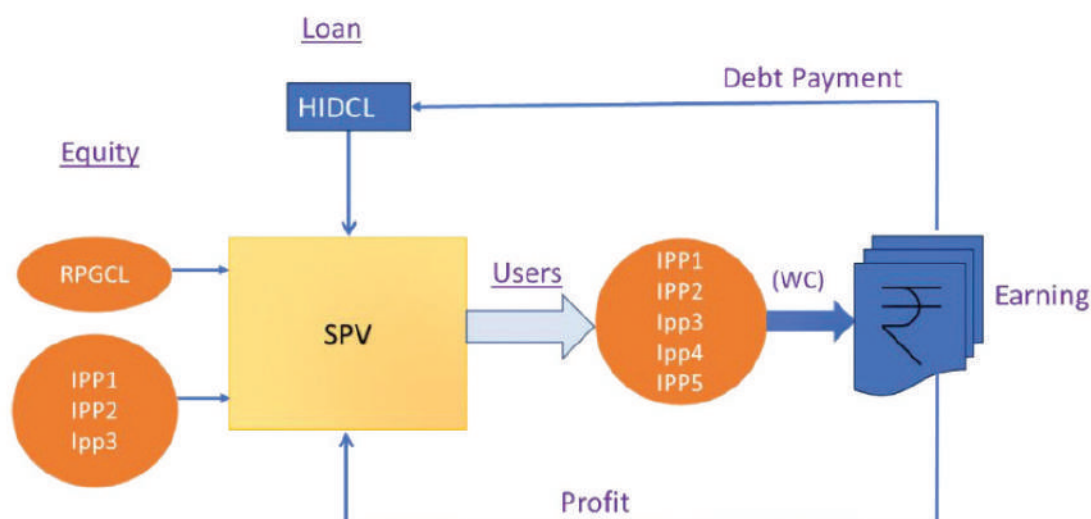 Loan
HIDCL
Debt Payment
Equity
RPGCL
IPP1
IPP2
Ipp3
SPV
Users
IPP1
IPP2
Ipp3
Ipp4
IPP5
(WC)
₹
Earning
Profit